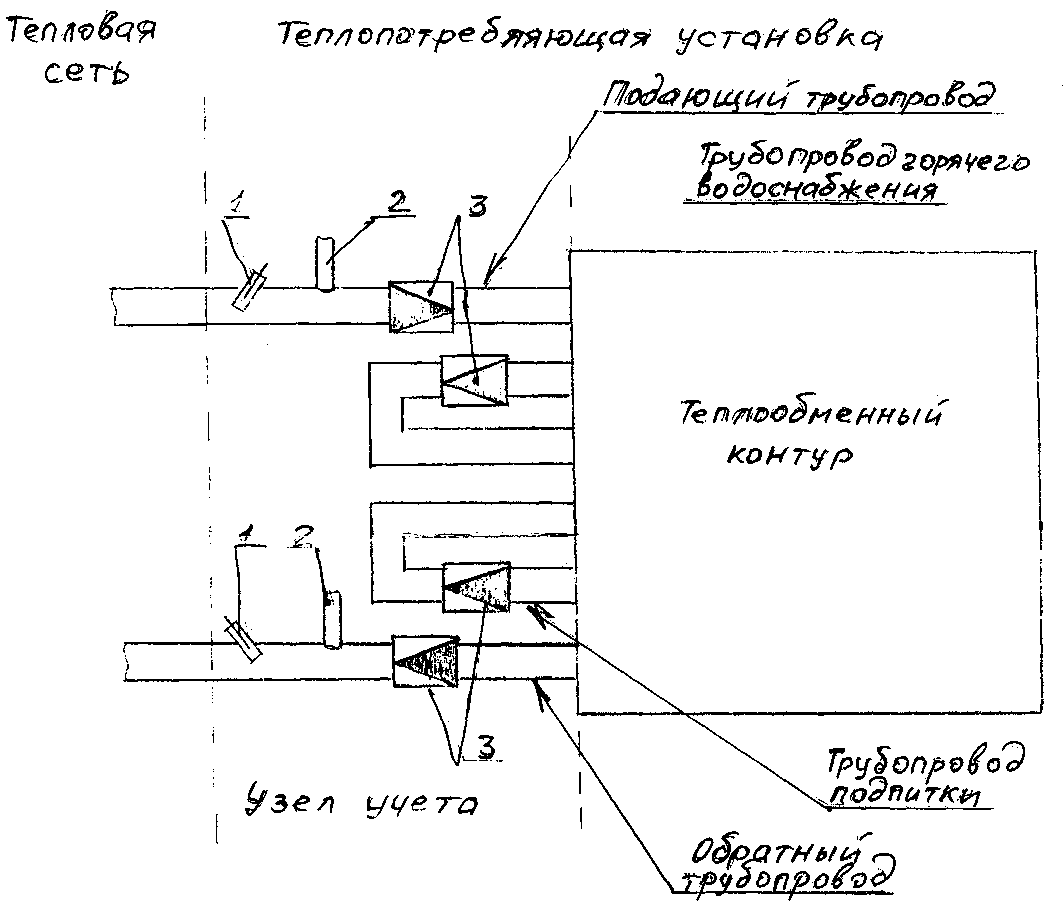 Тепловая
сеть
Теплопотребляющая установка
Подающий трубопровод
Трубопровод горячего
водоснабжения
1
2
3
Теплообменный
контур
1
2
3
Трубопровод
подпитки
Узел учета
Обратный
трубопровод